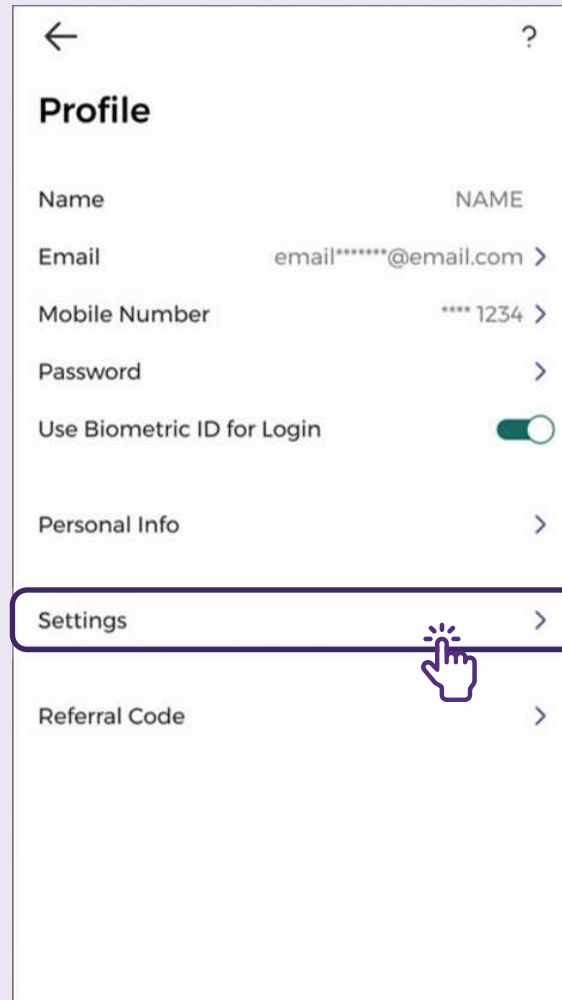 ?
Profile
Name NAME
Email email*******@email.com
Mobile Number **** 1234
Password
Use Biometric ID for Login
Personal Info
Settings
Referral Code